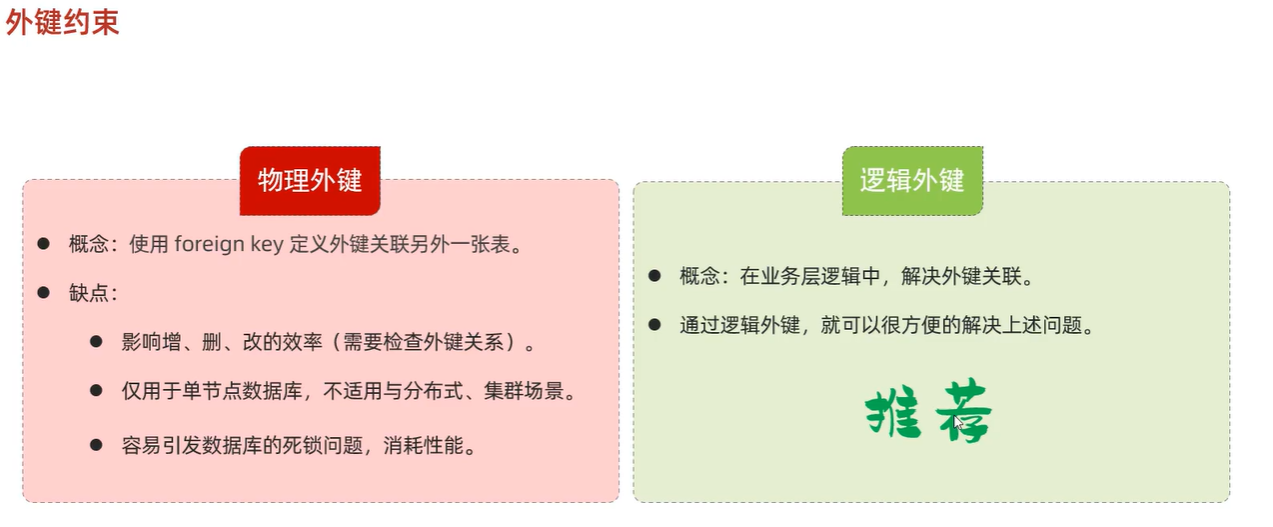 外键约束
物理外键
概念：使用 foreign key 定义外键关联另外一张表。
缺点：
影响增、删、改的效率（需要检查外键关系）。
仅用于单节点数据库，不适用与分布式、集群场景。
容易引发数据库的死锁问题，消耗性能。
逻辑外键
概念：在业务层逻辑中，解决外键关联。
通过逻辑外键，就可以很方便的解决上述问题。
推荐